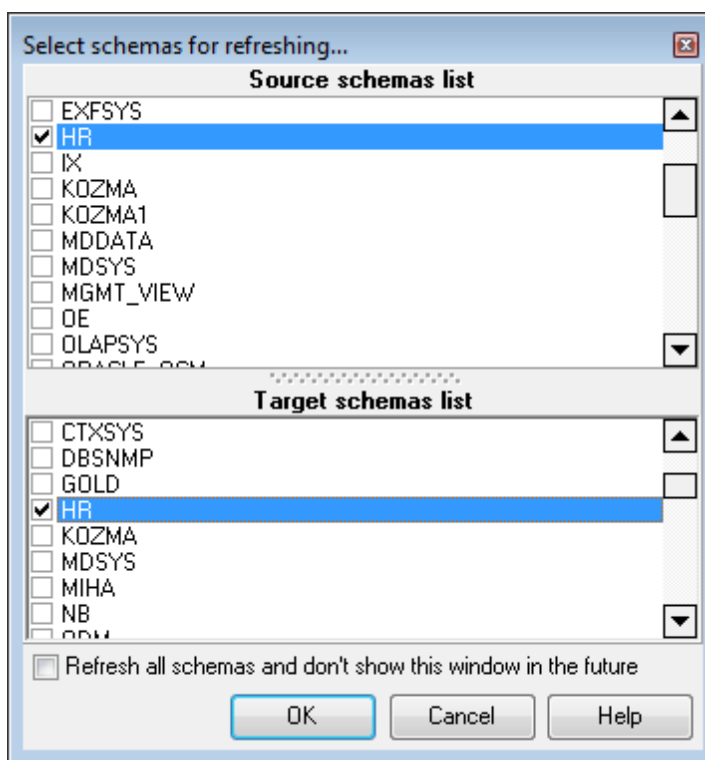 Select schemas for refreshing...
Source schemas list
EXFSYS
HR
IX
KOZMA
KOZMA1
MDDATA
MDSYS
MGMT_VIEW
OE
OLAPSYS
Target schemas list
CTXSYS
DBSNMP
GOLD
HR
KOZMA
MDSYS
MIHA
NB
Refresh all schemas and don't show this window in the future
OK Cancel Help